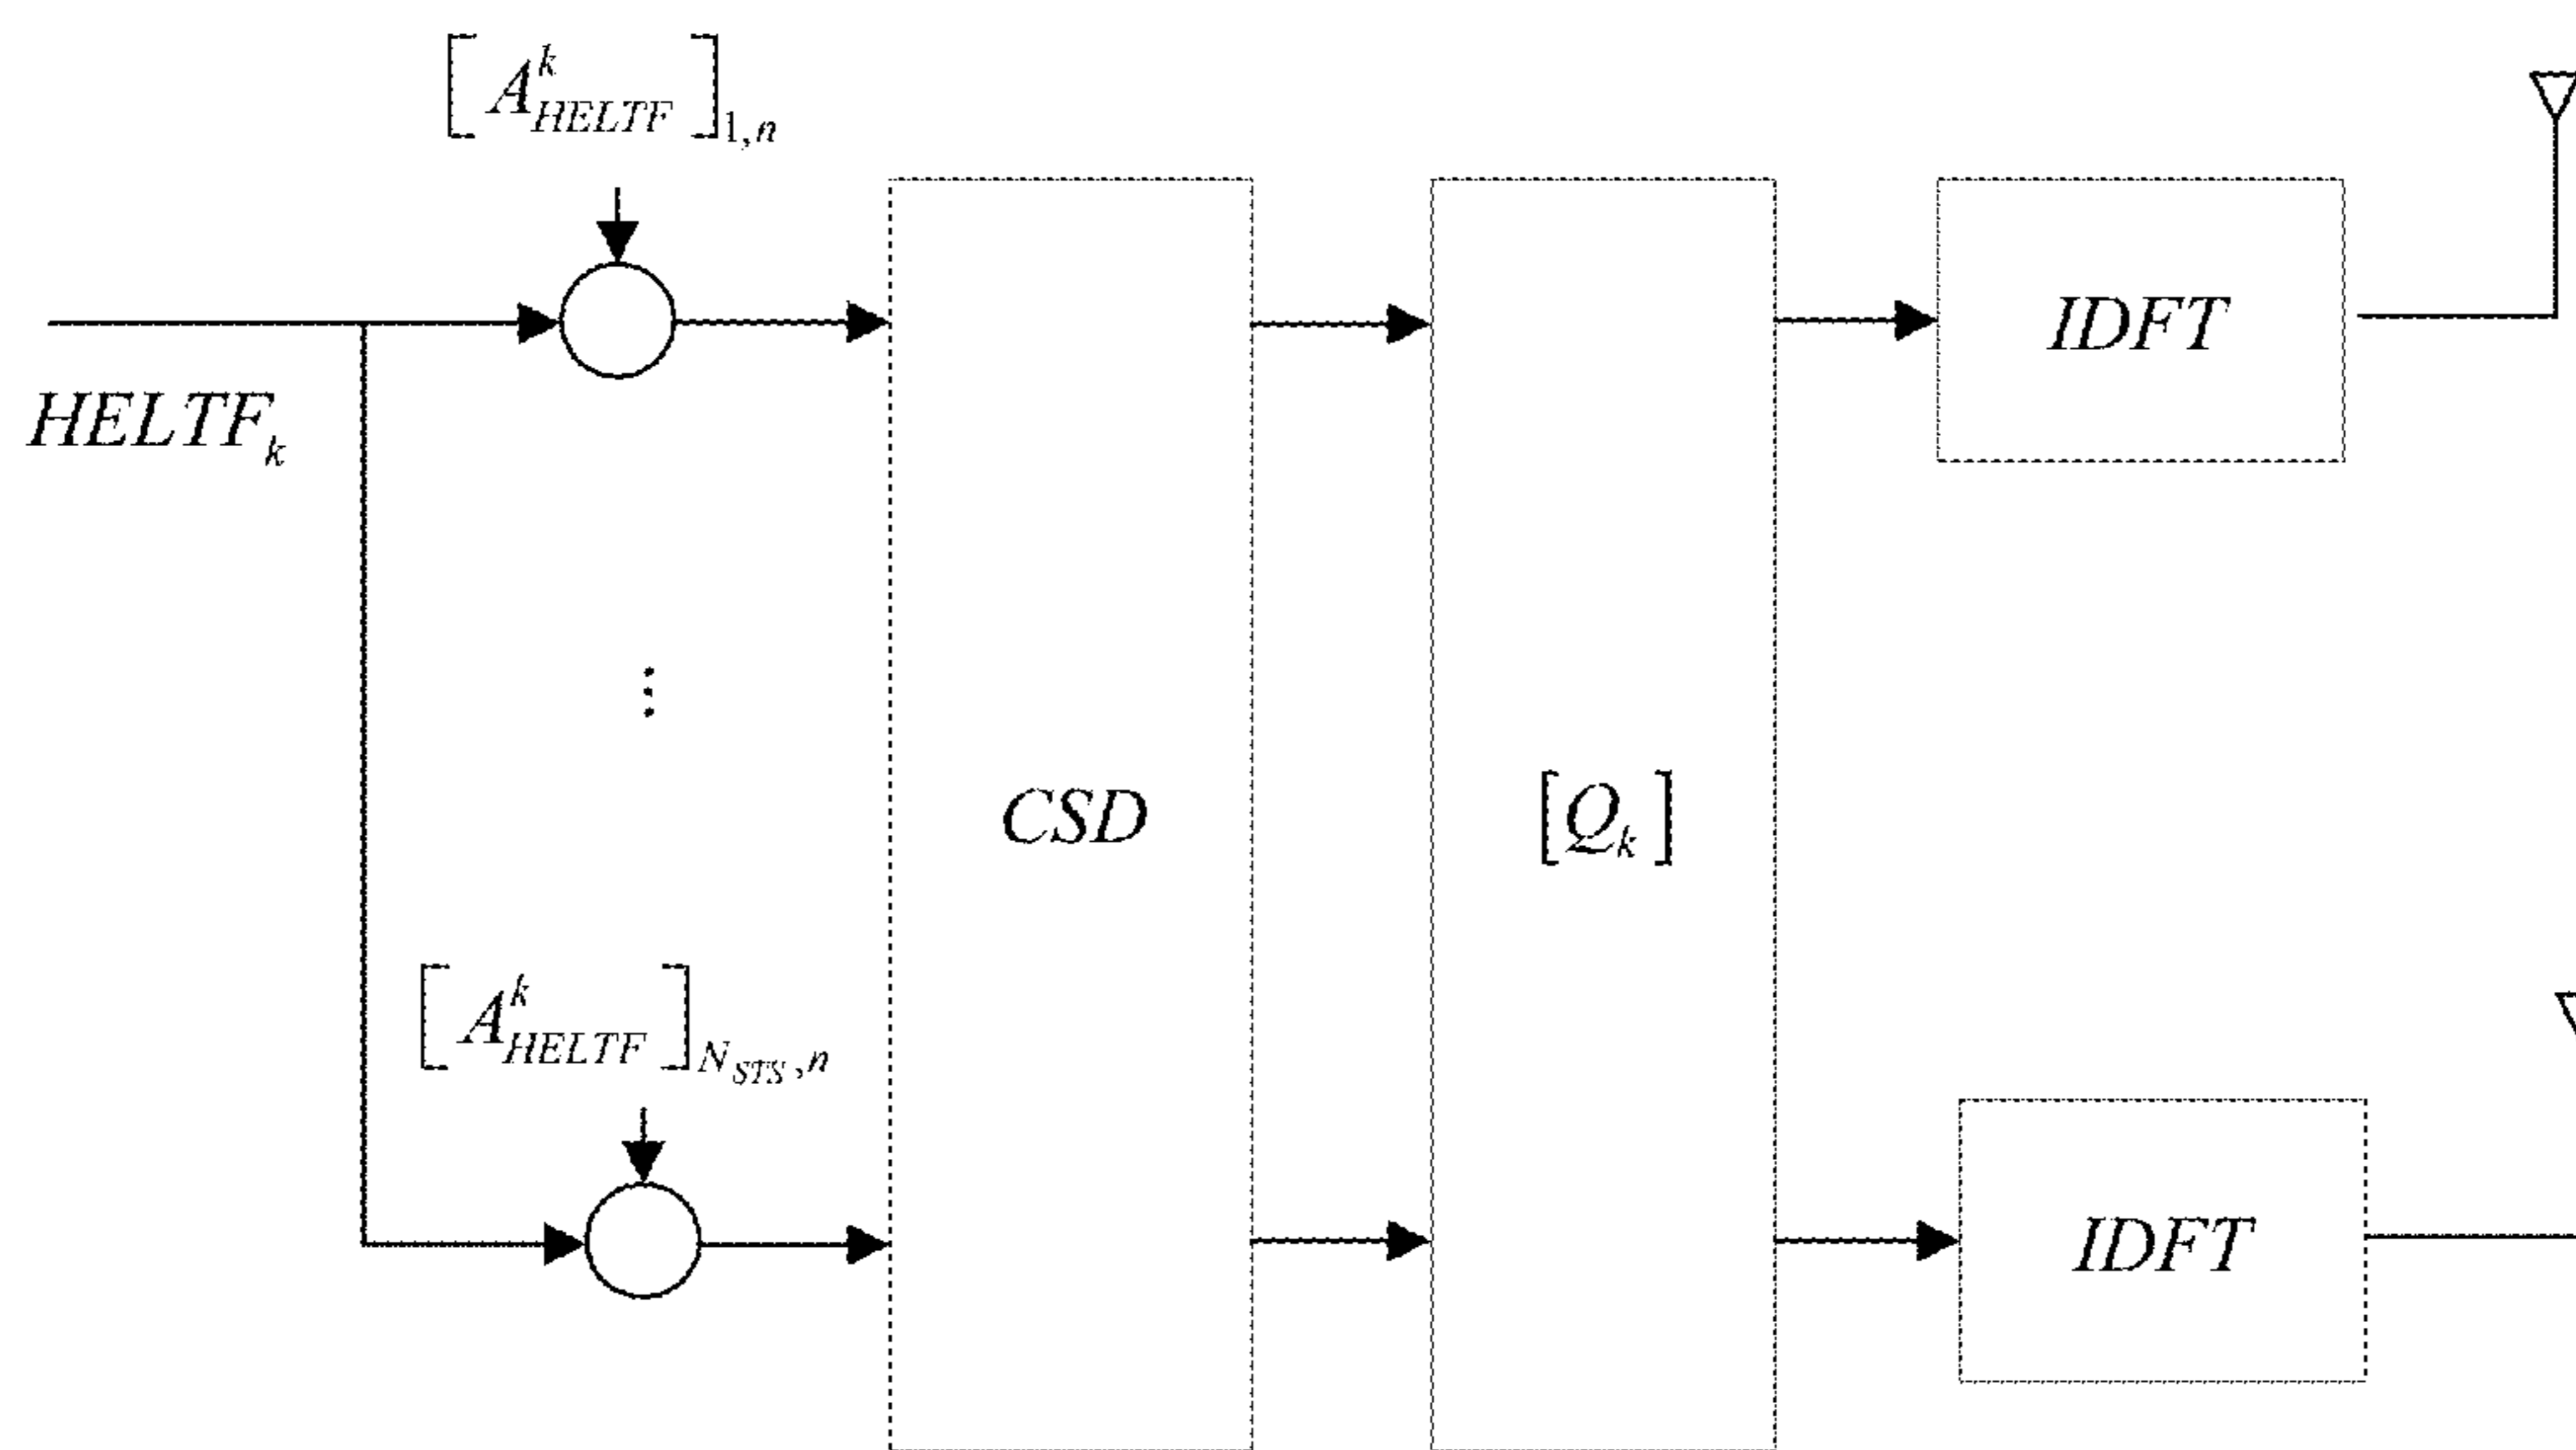 [A^k_HELTF]_1,n
HELTF_k
IDFT
⋮
CSD
[Q_k]
[A^k_HELTF]_N_STS,n
IDFT